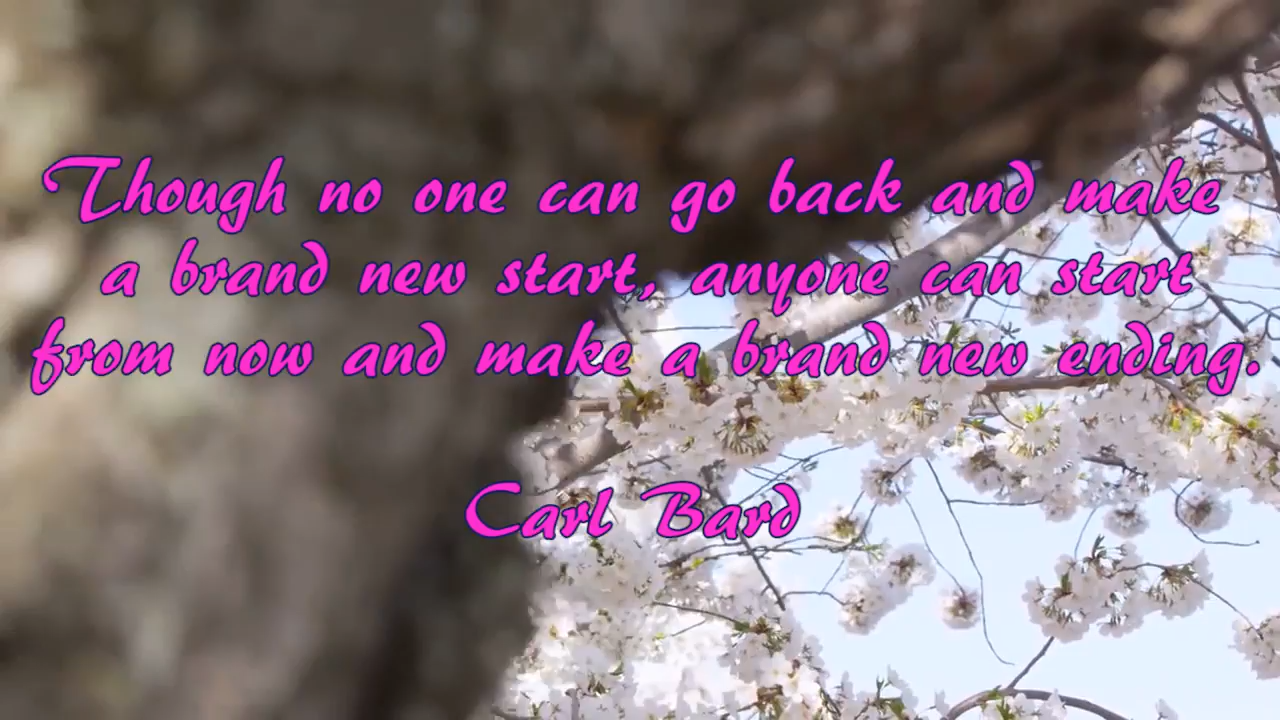 Though no one can go back and make
a brand new start, anyone can start
from now and make a brand new ending.
Carl Bard